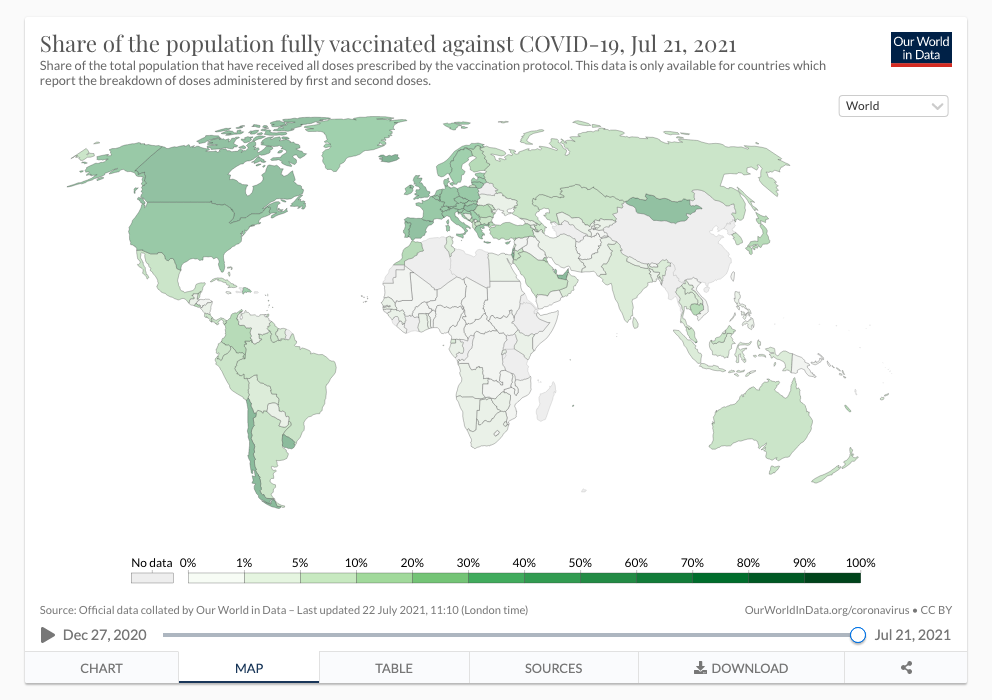 Share of the population fully vaccinated against COVID-19, Jul 21, 2021
Our World
in Data
Share of the total population that have received all doses prescribed by the vaccination protocol. This data is only available for countries which
report the breakdown of doses administered by first and second doses.
World
No data 0% 1% 5% 10% 20% 30% 40% 50% 60% 70% 80% 90% 100%
Source: Official data collated by Our World in Data – Last updated 22 July 2021, 11:10 (London time)
OurWorldInData.org/coronavirus • CC BY
Dec 27, 2020
Jul 21, 2021
CHART
MAP
TABLE
SOURCES
DOWNLOAD